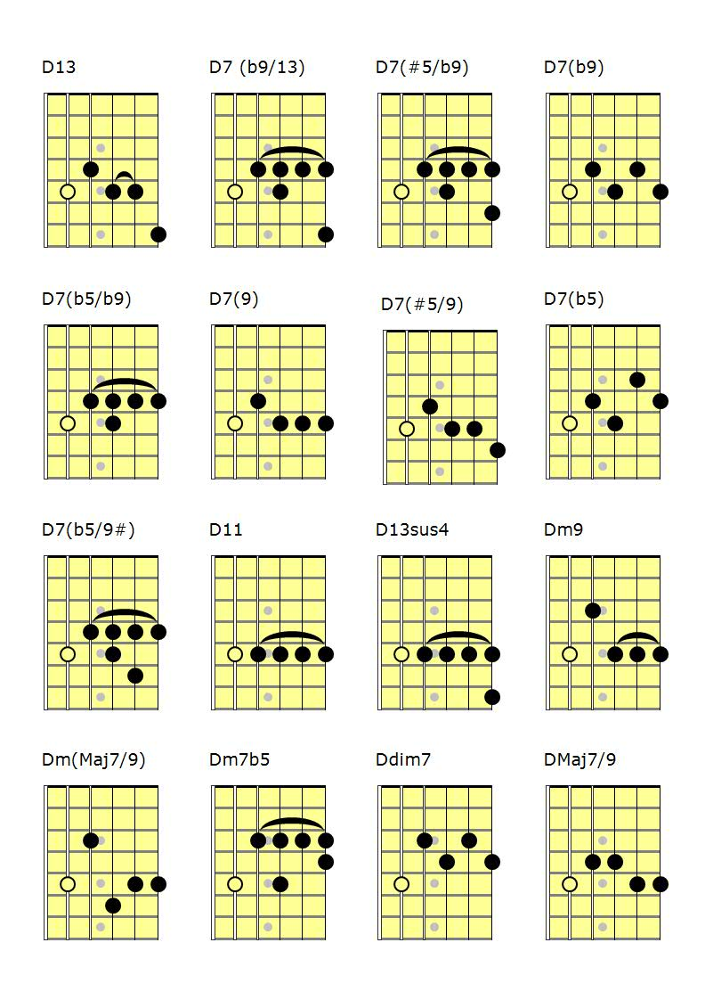 D13
D7 (b9/13)
D7(#5/b9)
D7(b9)
D7(b5/b9)
D7(9)
D7(#5/9)
D7(b5)
D7(b5/9#)
D11
D13sus4
Dm9
Dm(Maj7/9)
Dm7b5
Ddim7
DMaj7/9